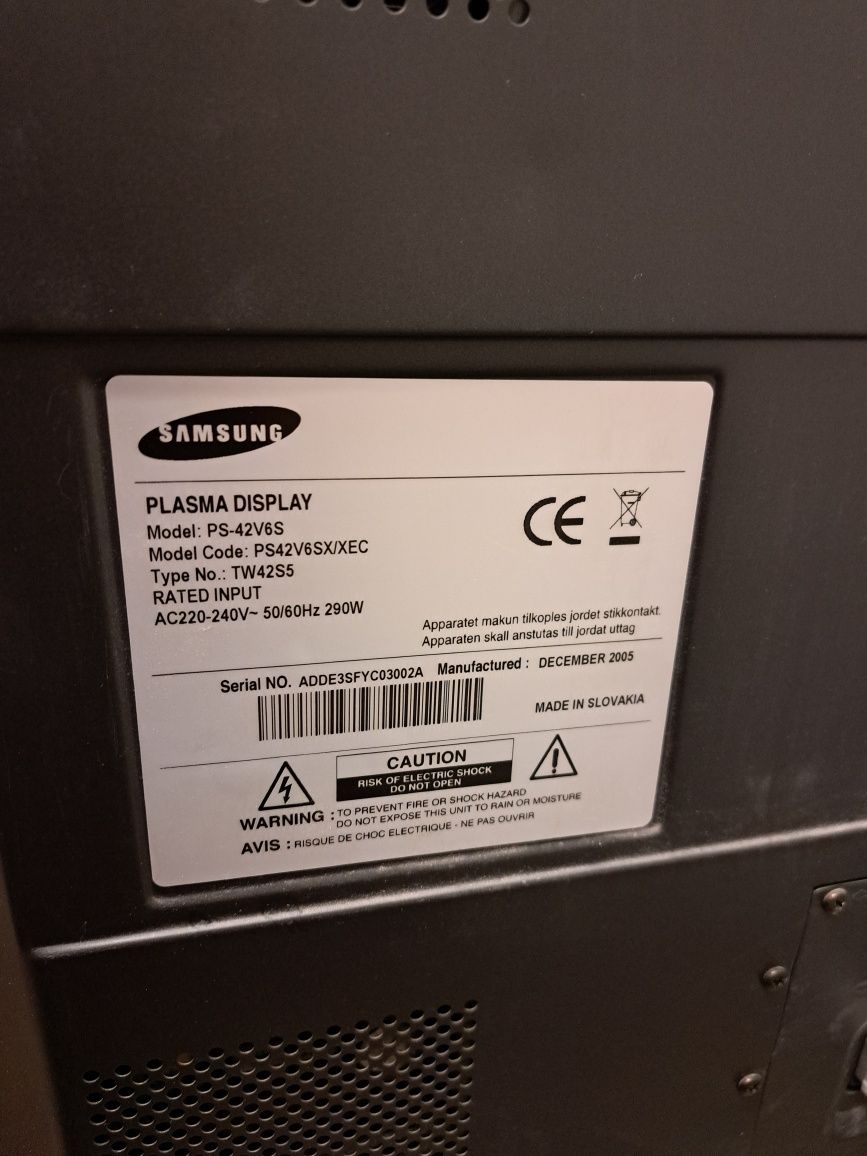 SAMSUNG
PLASMA DISPLAY
Model: PS-42V6S
Model Code: PS42V6SX/XEC
Type No.: TW42S5
RATED INPUT
AC220-240V~ 50/60Hz 290W
CE
Apparatet makun tilkoples jordet stikkontakt.
Apparaten skall anstutas till jordat uttag
Serial NO. ADDE3SFYC03002A Manufactured : DECEMBER 2005
MADE IN SLOVAKIA
CAUTION
RISK OF ELECTRIC SHOCK
DO NOT OPEN
WARNING : TO PREVENT FIRE OR SHOCK HAZARD
DO NOT EXPOSE THIS UNIT TO RAIN OR MOISTURE
AVIS : RISQUE DE CHOC ELECTRIQUE - NE PAS OUVRIR